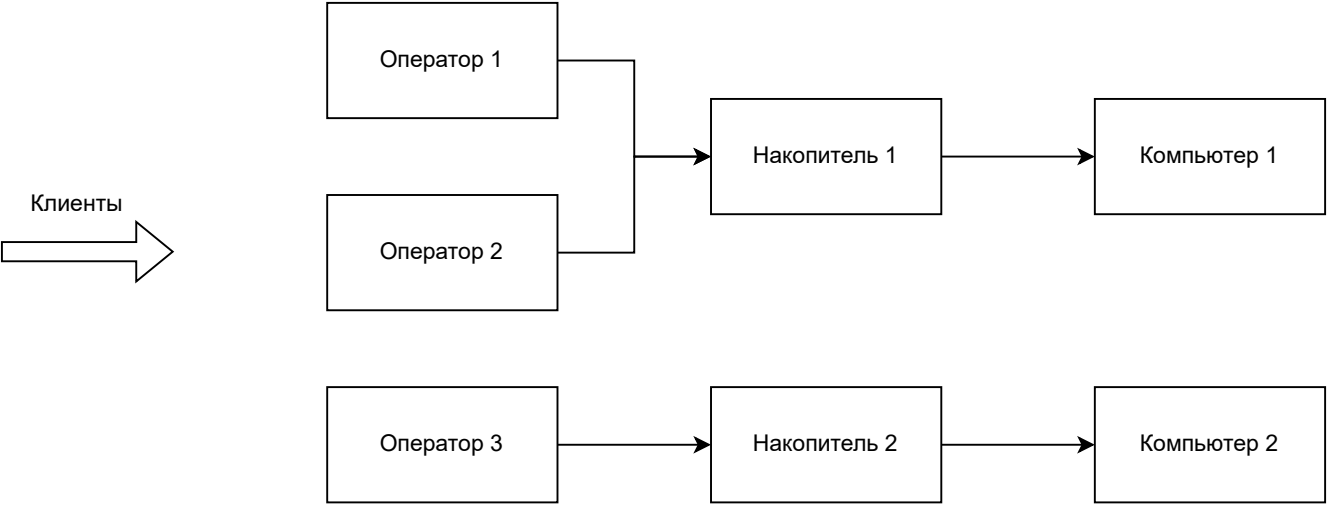 Оператор 1
Накопитель 1
Компьютер 1
Клиенты
Оператор 2
Оператор 3
Накопитель 2
Компьютер 2